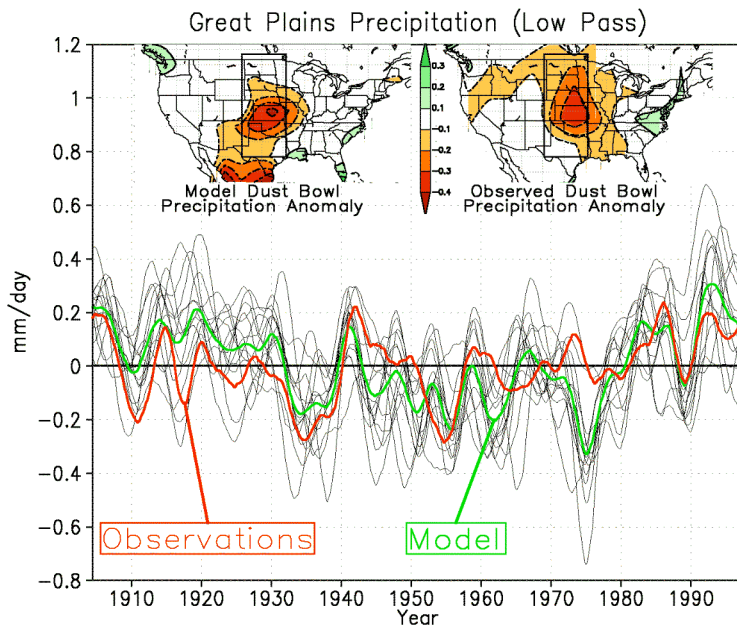 Great Plains Precipitation (Low Pass)
1.2
1
0.8
0.6
0.4
0.2
0
-0.2
-0.4
-0.6
-0.8
mm/day
0.3
0.2
0.1
-0.1
-0.2
-0.3
-0.4
Model Dust Bowl
Precipitation Anomaly
Observed Dust Bowl
Precipitation Anomaly
Observations
Model
1910 1920 1930 1940 1950 1960 1970 1980 1990
Year